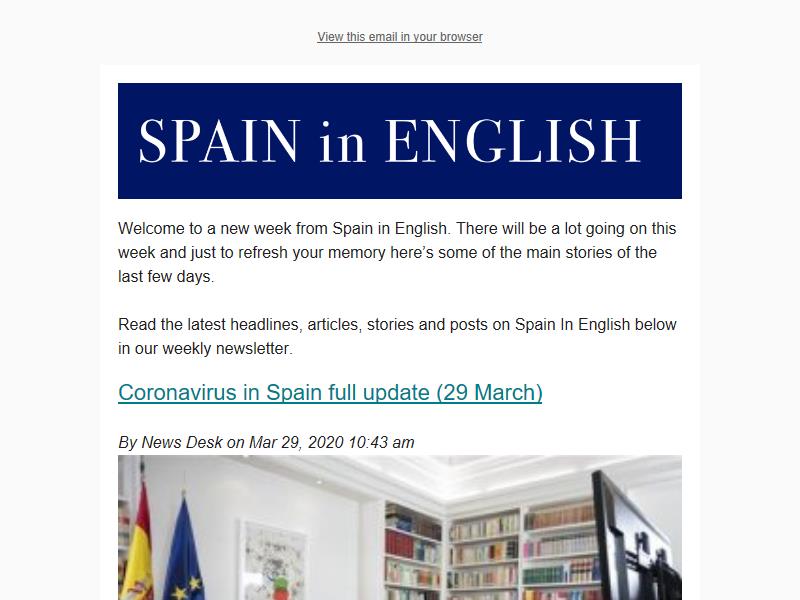 View this email in your browser
SPAIN in ENGLISH
Welcome to a new week from Spain in English. There will be a lot going on this
week and just to refresh your memory here’s some of the main stories of the
last few days.
Read the latest headlines, articles, stories and posts on Spain In English below
in our weekly newsletter.
Coronavirus in Spain full update (29 March)
By News Desk on Mar 29, 2020 10:43 am